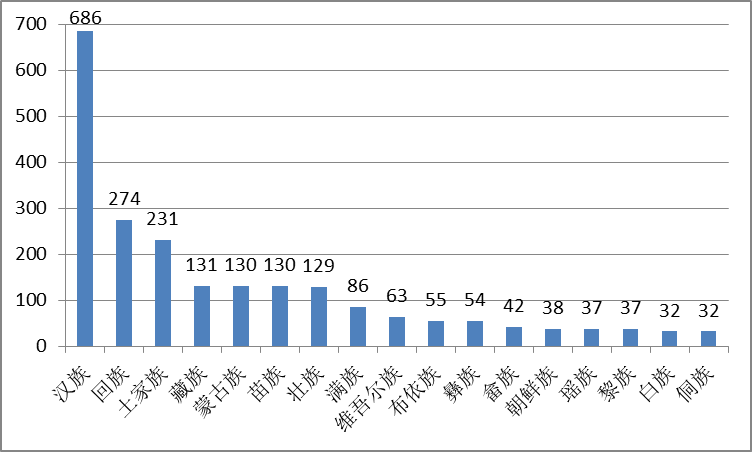 700
600
500
400
300
200
100
0
686
274
231
131
130
130
129
86
63
55
54
42
38
37
37
32
32
汉族
回族
土家族
藏族
蒙古族
苗族
壮族
满族
维吾尔族
布依族
彝族
畲族
朝鲜族
瑶族
黎族
白族
侗族